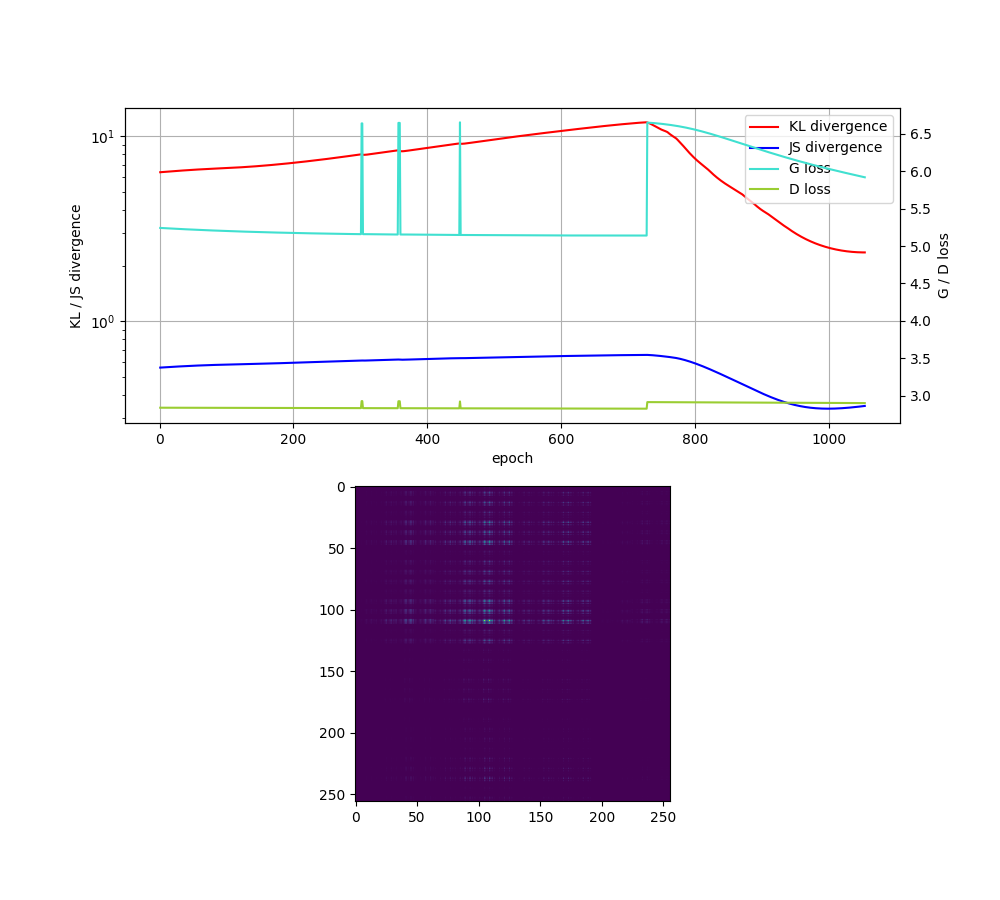 10¹
10⁰
KL / JS divergence
KL divergence
JS divergence
G loss
D loss
6.5
6.0
5.5
5.0
4.5
4.0
3.5
3.0
G / D loss
0 200 400 600 800 1000
epoch
0
50
100
150
200
250
0 50 100 150 200 250